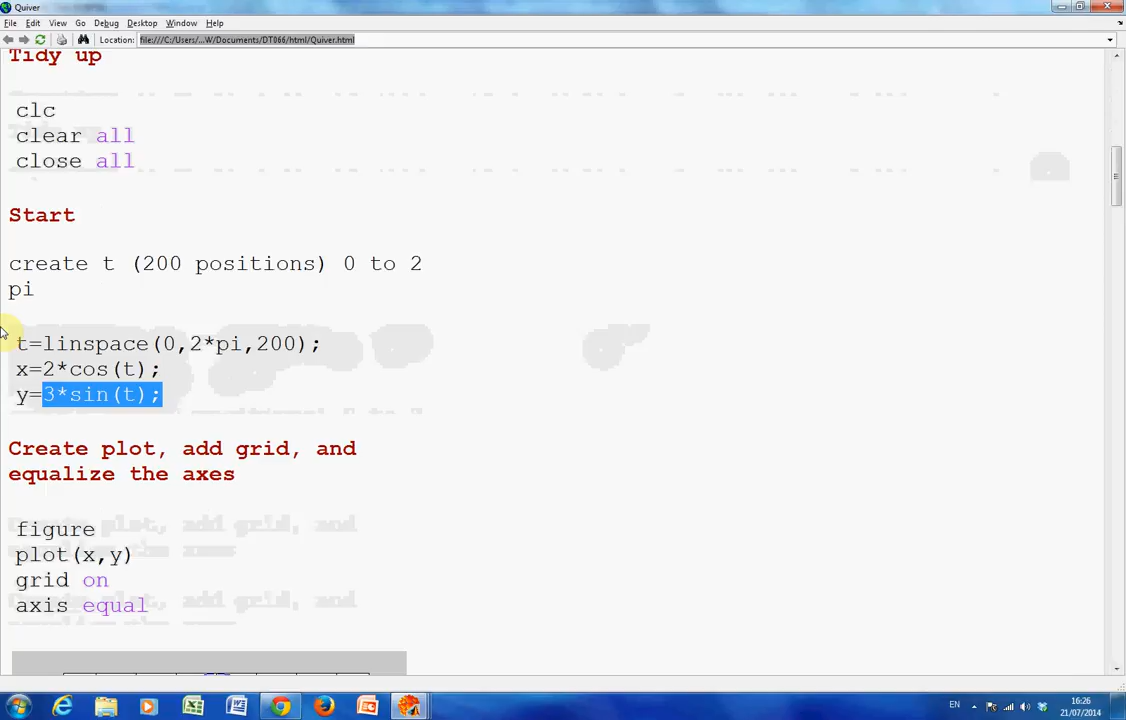 Quiver
File Edit View Go Debug Desktop Window Help
Location: file:///C:/Users/...W/Documents/DT066/html/Quiver.html
Tidy up
clc
clear all
close all
Start
create t (200 positions) 0 to 2
pi
t=linspace(0,2*pi,200);
x=2*cos(t);
y=3*sin(t);
Create plot, add grid, and
equalize the axes
figure
plot(x,y)
grid on
axis equal
EN
16:26
21/07/2014